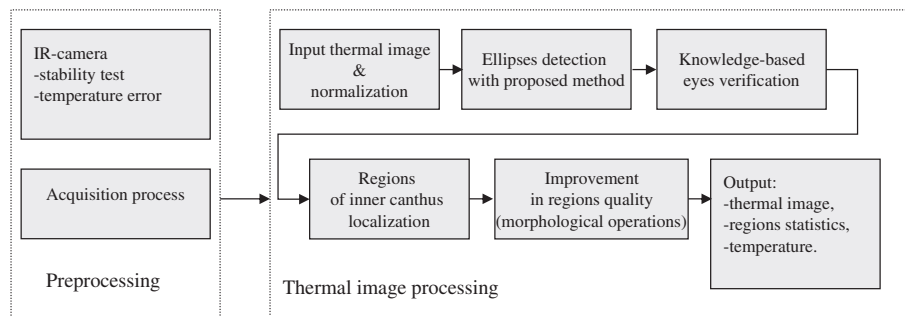 IR-camera
-stability test
-temperature error
Acquisition process
Preprocessing
Input thermal image
&
normalization
Ellipses detection
with proposed method
Knowledge-based
eyes verification
Regions
of inner canthus
localization
Improvement
in regions quality
(morphological operations)
Output:
-thermal image,
-regions statistics,
-temperature.
Thermal image processing